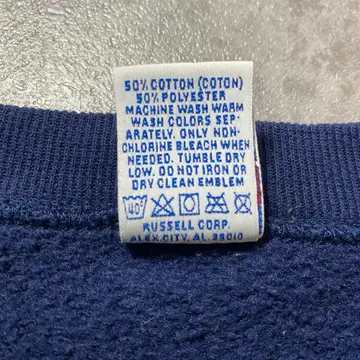 50% COTTON (COTON)
50% POLYESTER
MACHINE WASH WARM
WASH COLORS SEP-
ARATELY. ONLY NON-
CHLORINE BLEACH WHEN
NEEDED. TUMBLE DRY
LOW. DO NOT IRON OR
DRY CLEAN EMBLEM
40°
RUSSELL CORP.
ALEX CITY, AL 35010